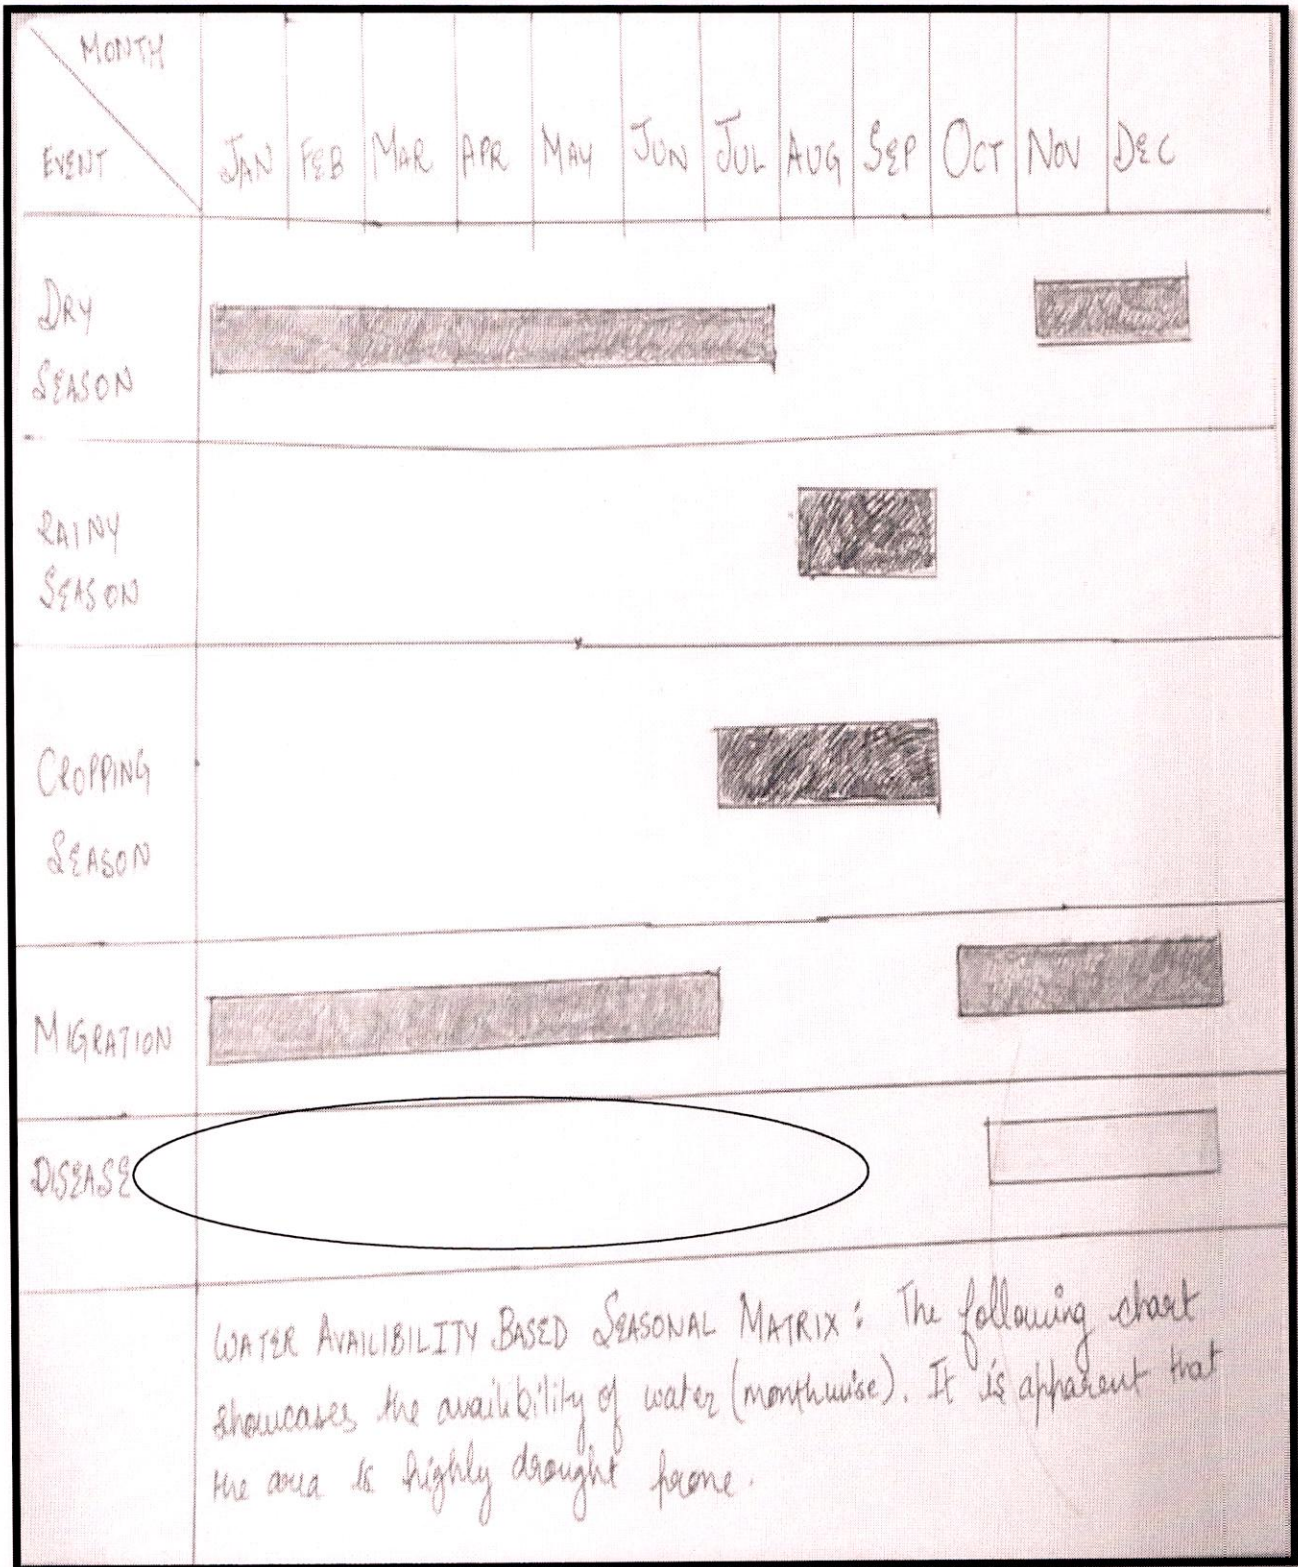 MONTH
EVENT
JAN FEB MAR APR MAY JUN JUL AUG SEP OCT NOV DEC
DRY
SEASON
RAINY
SEASON
CROPPING
SEASON
MIGRATION
DISEASE
WATER AVAILIBILITY BASED SEASONAL MATRIX: The following chart
showcases the availibility of water (monthwise). It is apparent that
the area is highly drought prone.